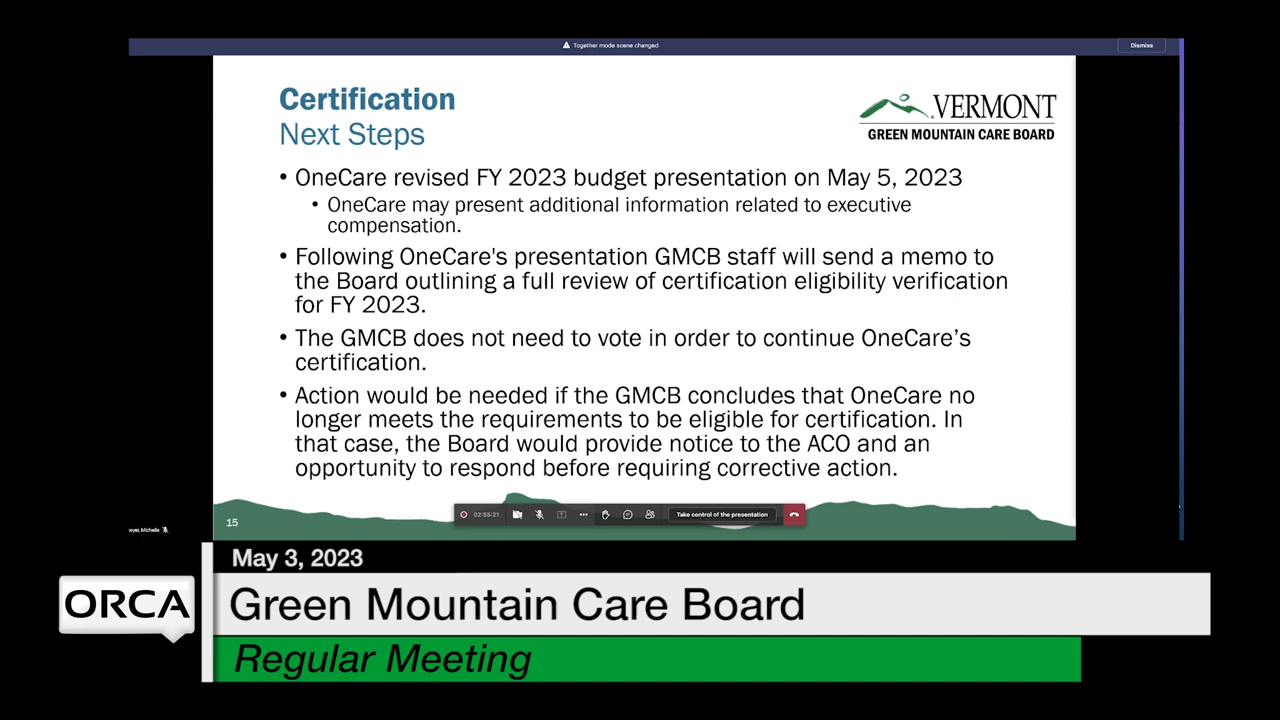 Together mode scene changed
Dismiss
Certification
Next Steps
VERMONT
GREEN MOUNTAIN CARE BOARD
• OneCare revised FY 2023 budget presentation on May 5, 2023
• OneCare may present additional information related to executive
compensation.
• Following OneCare's presentation GMCB staff will send a memo to
the Board outlining a full review of certification eligibility verification
for FY 2023.
• The GMCB does not need to vote in order to continue OneCare’s
certification.
• Action would be needed if the GMCB concludes that OneCare no
longer meets the requirements to be eligible for certification. In
that case, the Board would provide notice to the ACO and an
opportunity to respond before requiring corrective action.
15
02:55:21
Take control of the presentation
Michelle
May 3, 2023
ORCA
Green Mountain Care Board
Regular Meeting